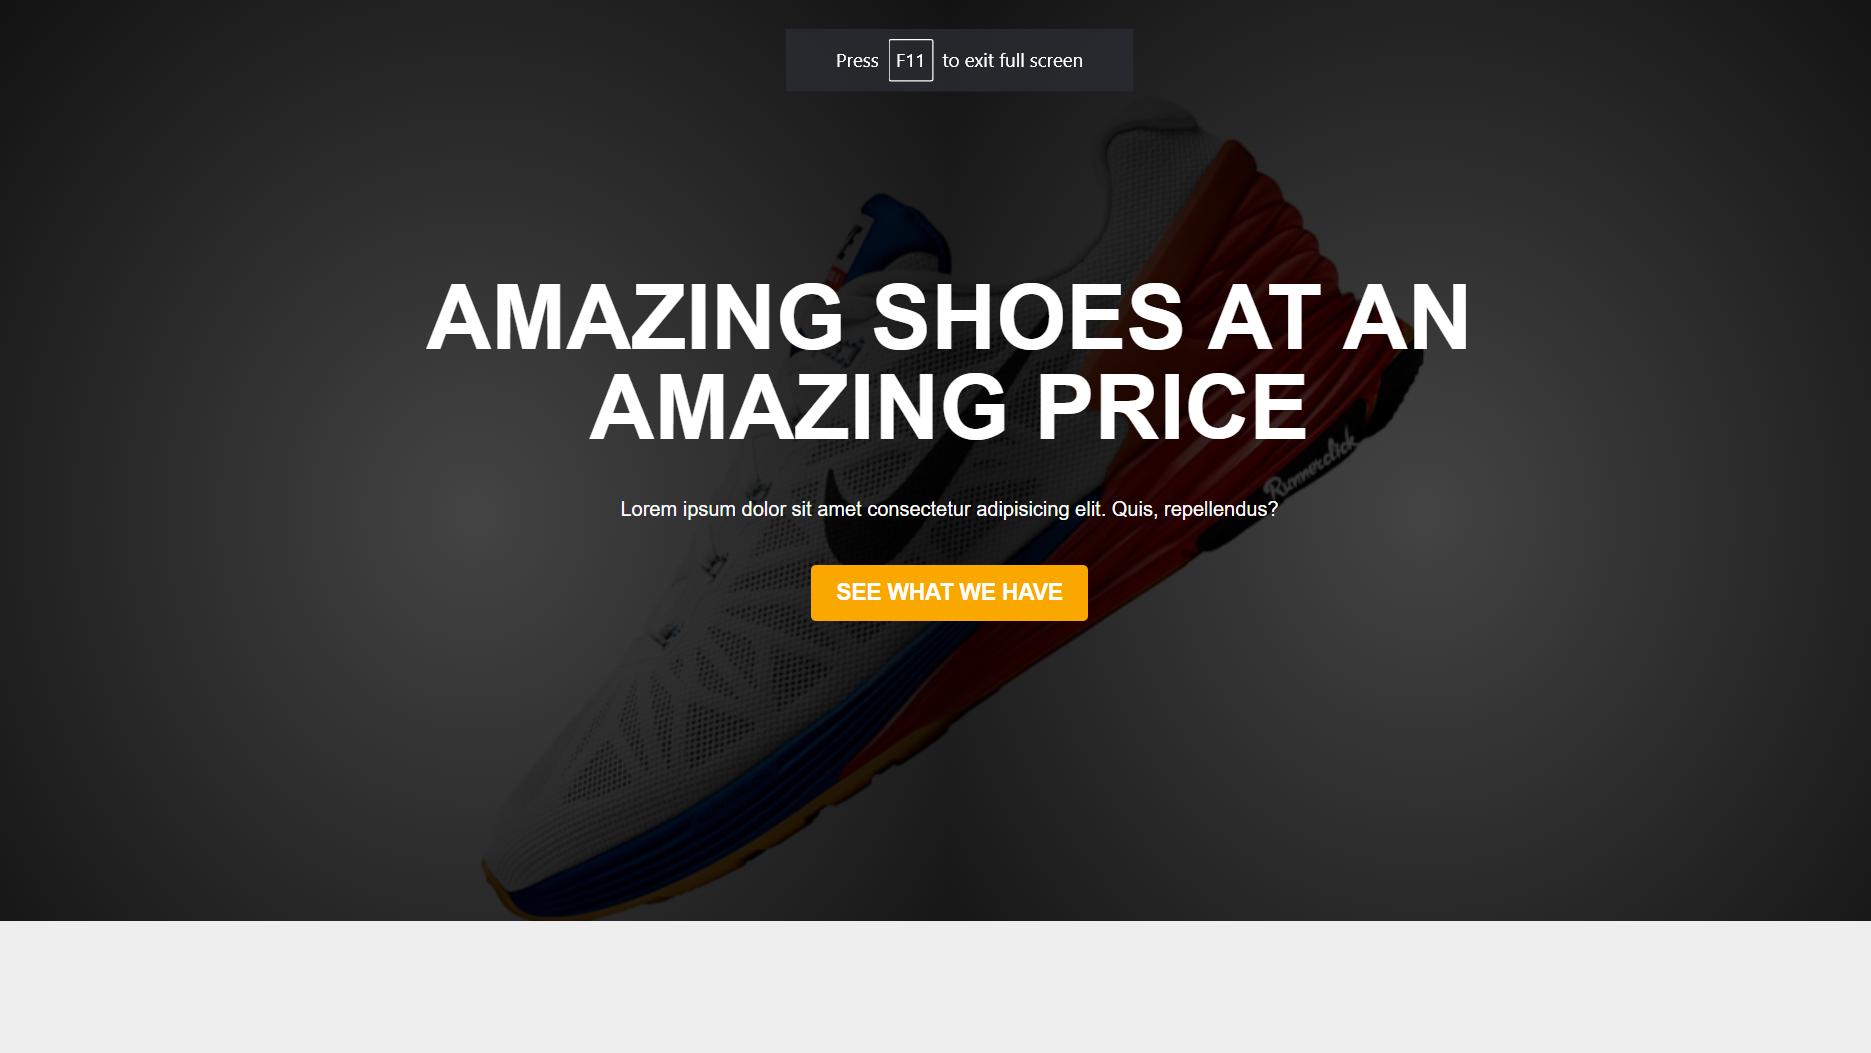 Press F11 to exit full screen
AMAZING SHOES AT AN
AMAZING PRICE
Runnerclick
Lorem ipsum dolor sit amet consectetur adipisicing elit. Quis, repellendus?
SEE WHAT WE HAVE